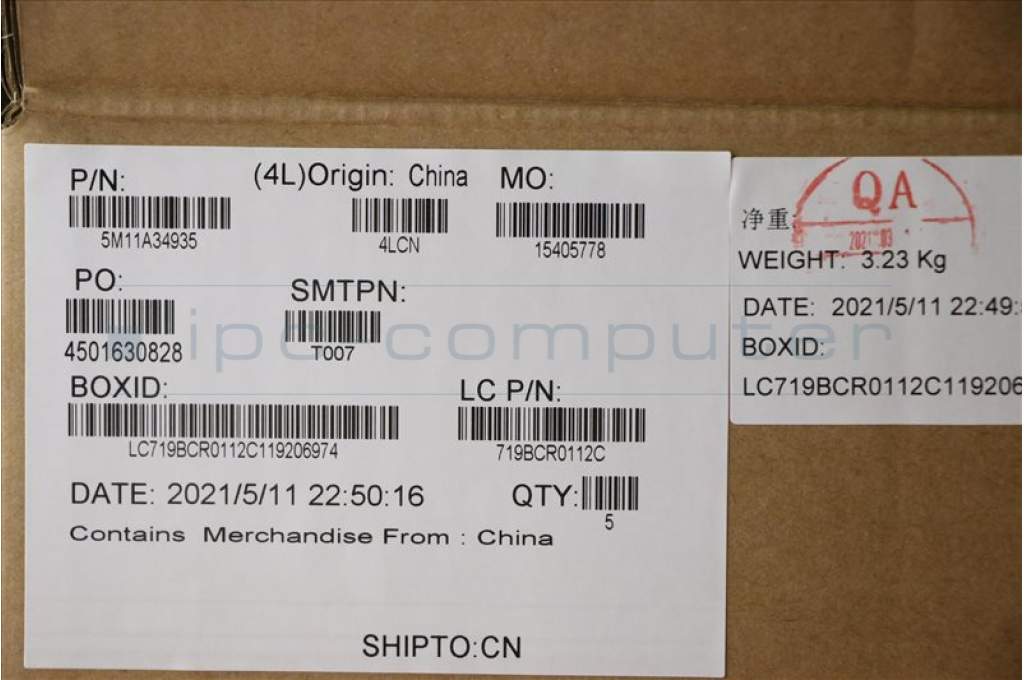 P/N: (4L)Origin: China MO:
5M11A34935 4LCN 15405778
PO: SMTPN:
4501630828 T007
BOXID: LC P/N:
LC719BCR0112C119206974 719BCR0112C
DATE: 2021/5/11 22:50:16 QTY:
5
Contains Merchandise From : China
SHIPTO:CN
QA
净重:
WEIGHT: 3.23 Kg
DATE: 2021/5/11 22:49:
BOXID:
LC719BCR0112C119206
ipc computer